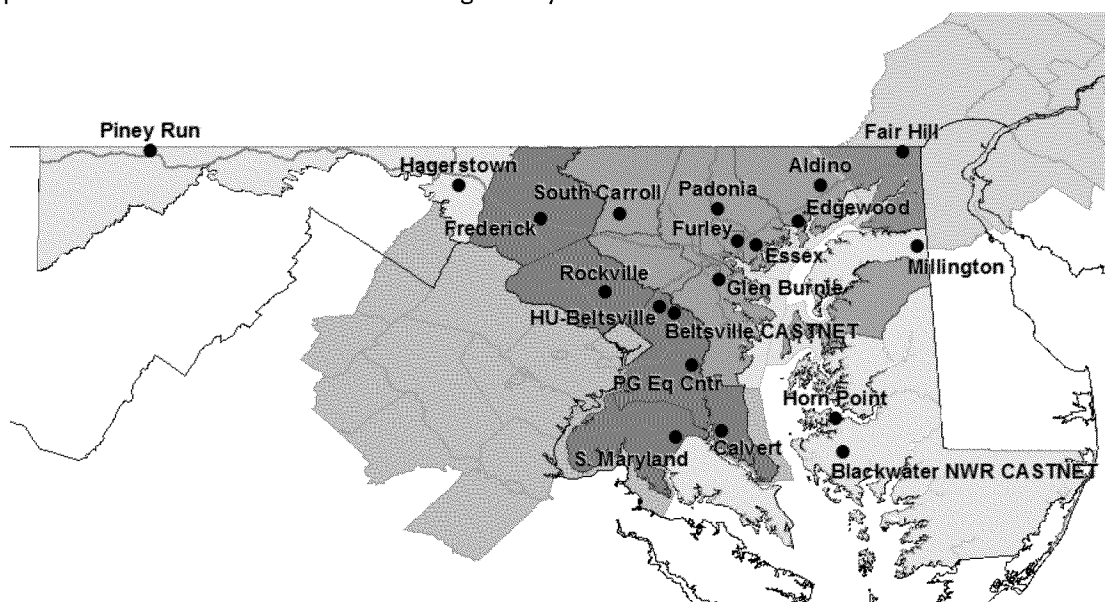 Piney Run
Fair Hill
Hagerstown
Aldino
South Carroll
Padonia
Frederick
Furley
Edgewood
Essex
Millington
Rockville
Glen Burnie
HU-Beltsville
Beltsville CASTNET
PG Eq Cntr
Horn Point
S. Maryland
Calvert
Blackwater NWR CASTNET